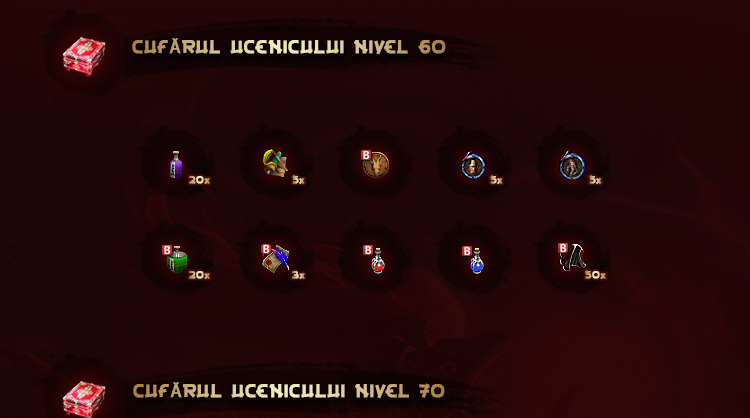 CUFĂRUL UCENICULUI NIVEL 60
20x 5x B 5x 5x
B 20x B 3x B B B 50x
CUFĂRUL UCENICULUI NIVEL 70